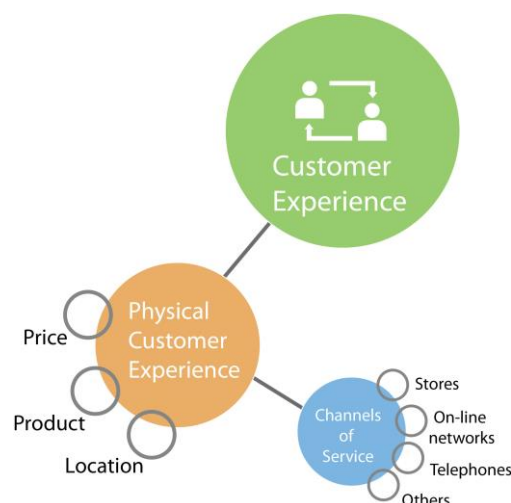 Customer
Experience
Physical
Customer
Experience
Price
Product
Location
Channels
of
Service
Stores
On-line
networks
Telephones
Others